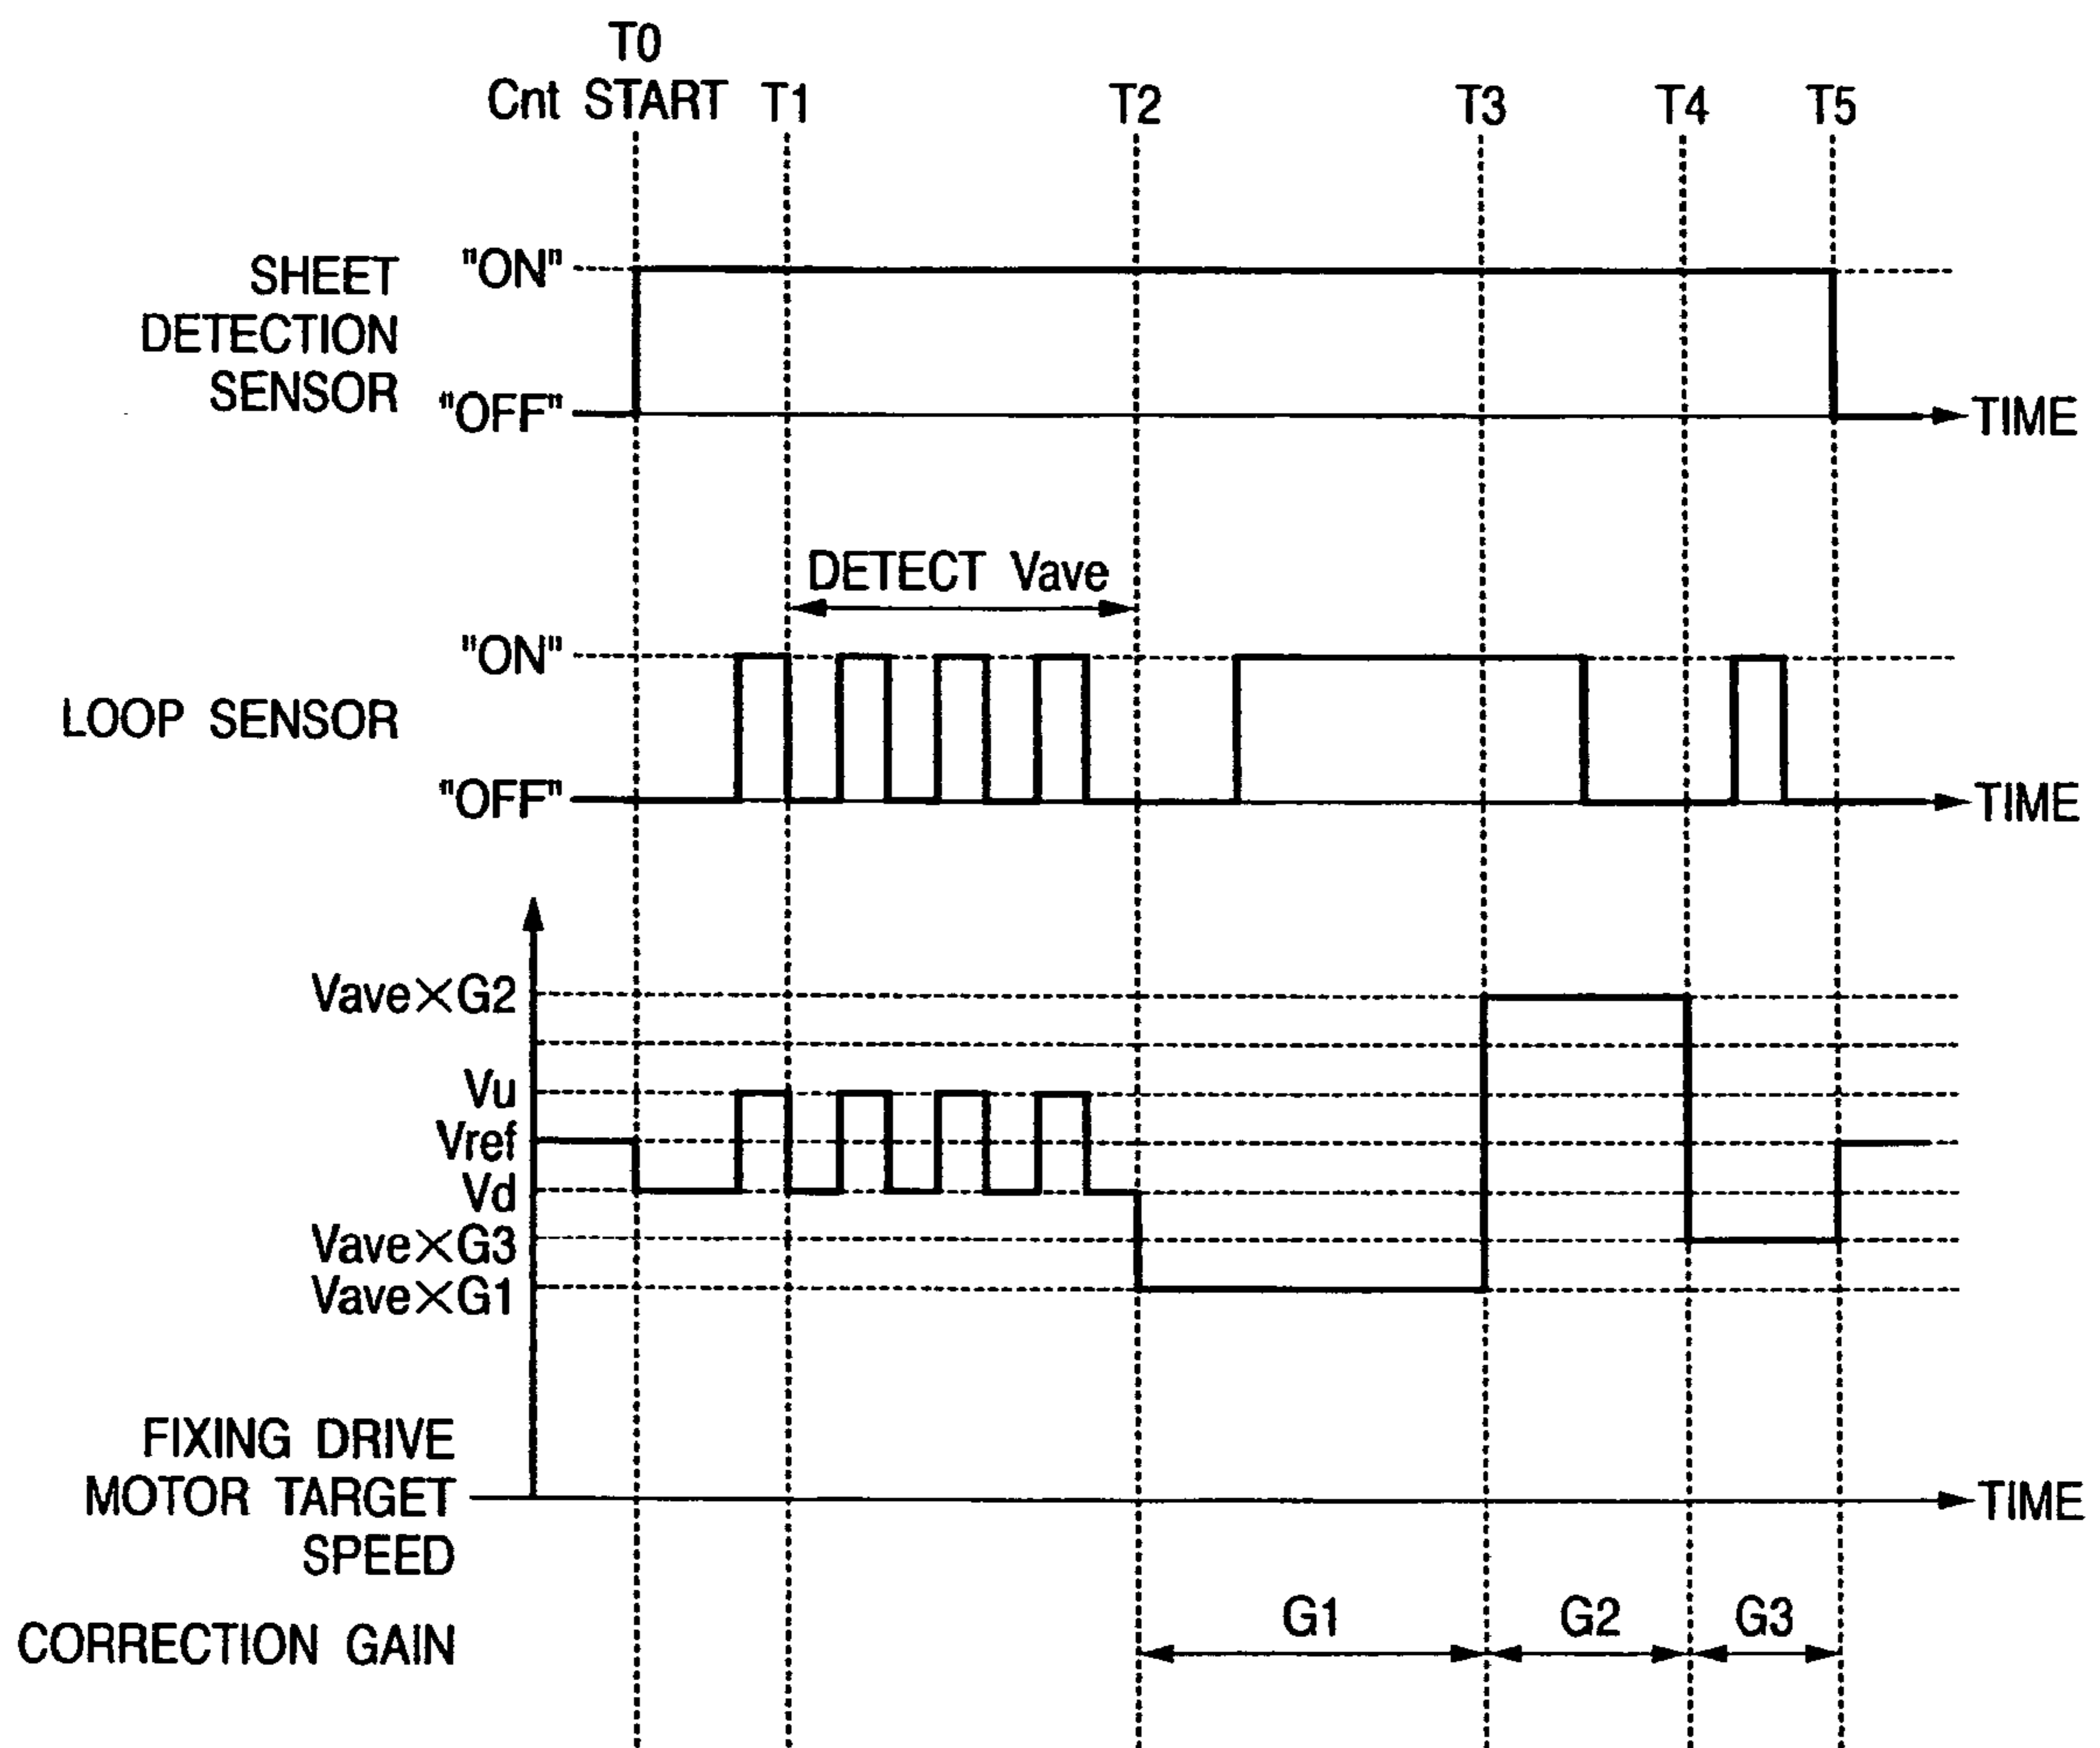 T0
Cnt START T1 T2 T3 T4 T5
SHEET
DETECTION
SENSOR
"ON"
"OFF"
TIME
DETECT Vave
LOOP SENSOR
"ON"
"OFF"
TIME
Vave×G2
Vu
Vref
Vd
Vave×G3
Vave×G1
FIXING DRIVE
MOTOR TARGET
SPEED
TIME
CORRECTION GAIN
G1 G2 G3